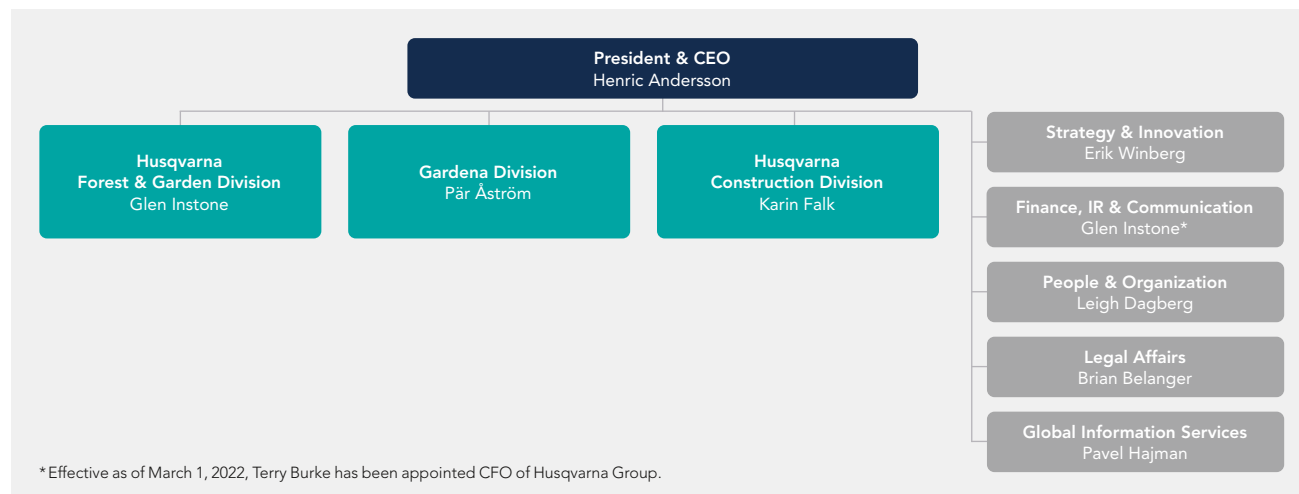 President & CEO
Henric Andersson
Husqvarna
Forest & Garden Division
Glen Instone
Gardena Division
Pär Åström
Husqvarna
Construction Division
Karin Falk
Strategy & Innovation
Erik Winberg
Finance, IR & Communication
Glen Instone*
People & Organization
Leigh Dagberg
Legal Affairs
Brian Belanger
Global Information Services
Pavel Hajman
* Effective as of March 1, 2022, Terry Burke has been appointed CFO of Husqvarna Group.